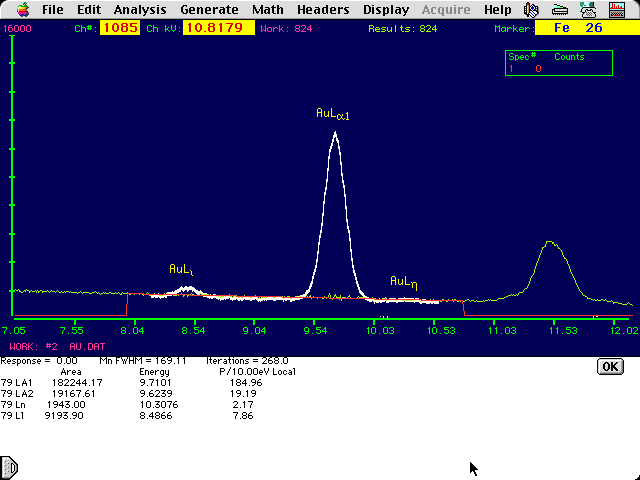 File Edit Analysis Generate Math Headers Display Acquire Help
16000 Ch#: 1085 Ch kV: 10.8179 Work: 824 Results: 824 Marker: Fe 26
Spec# Counts
1 0
AuLα1
AuLι
AuLη
7.05 7.55 8.04 8.54 9.04 9.54 10.03 10.53 11.03 11.53 12.02
WORK: #2 AU.DAT
Response = 0.00 Mn FWHM = 169.11 Iterations = 268.0
Area Energy P/10.00eV Local
79 LA1 182244.17 9.7101 184.96
79 LA2 19167.61 9.6239 19.19
79 Ln 1943.00 10.3076 2.17
79 Ll 9193.90 8.4866 7.86
OK